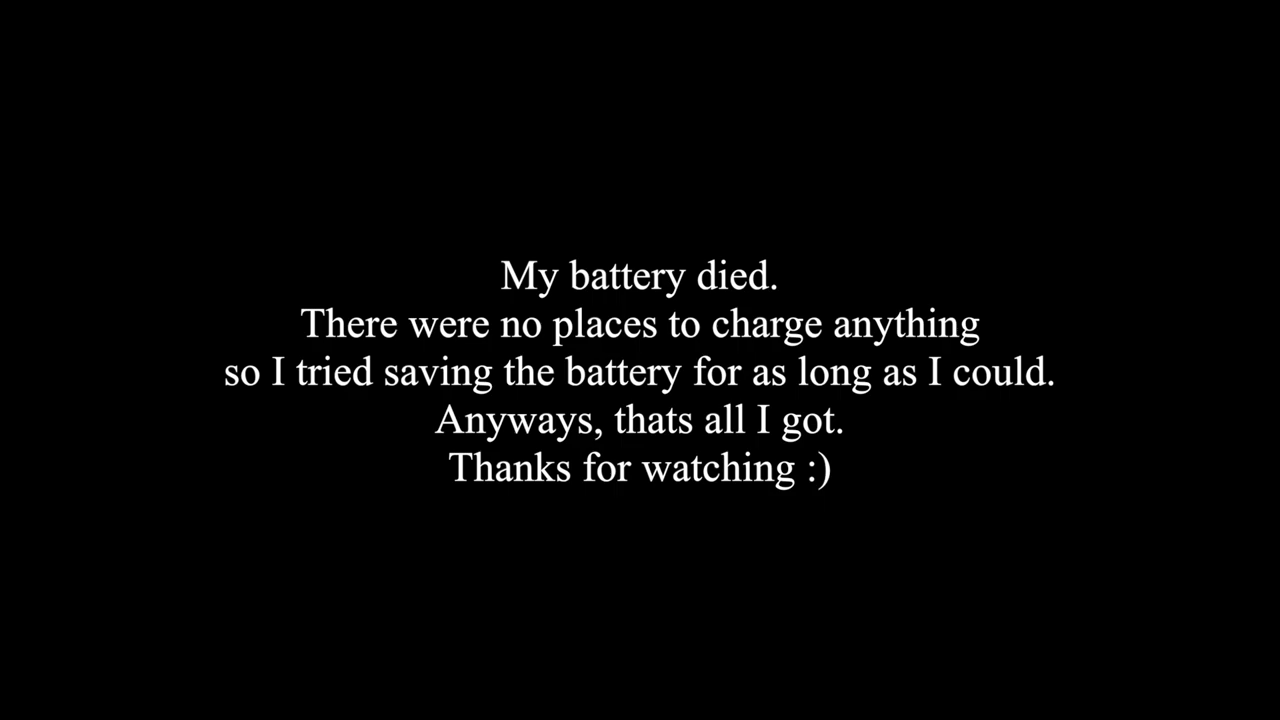 My battery died.
There were no places to charge anything
so I tried saving the battery for as long as I could.
Anyways, thats all I got.
Thanks for watching :)